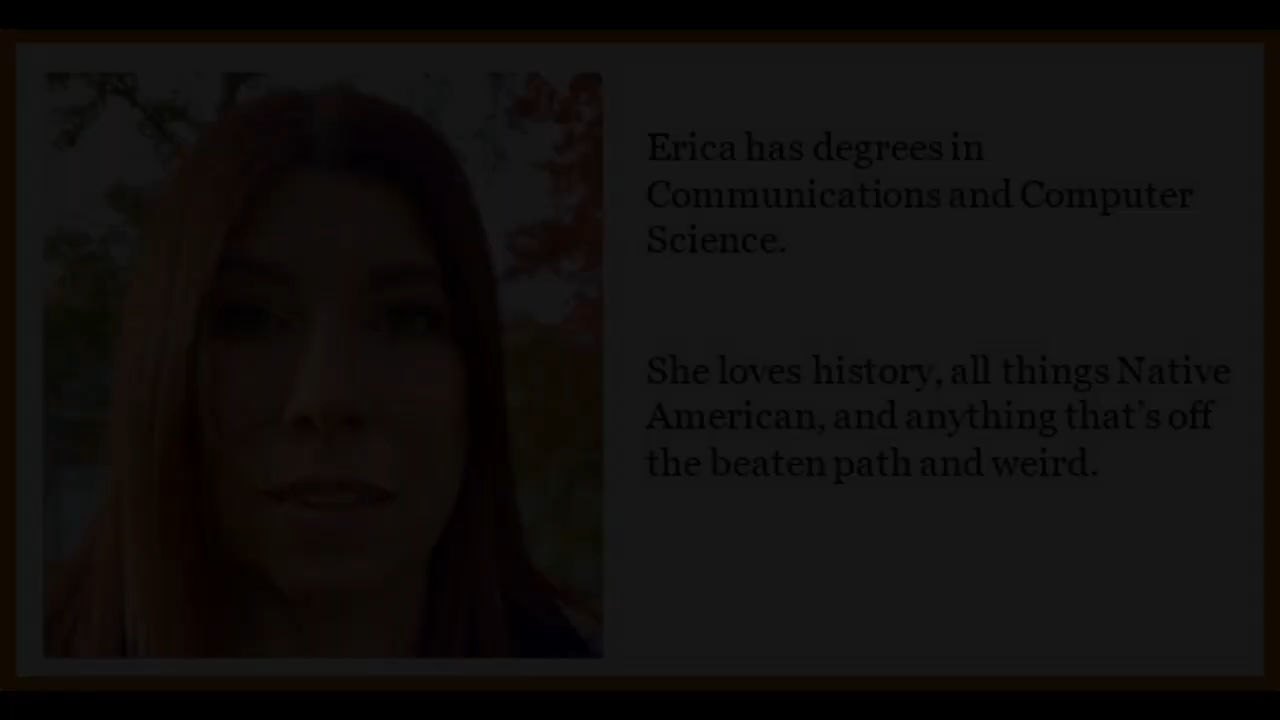 Erica has degrees in
Communications and Computer
Science.
She loves history, all things Native
American, and anything that’s off
the beaten path and weird.